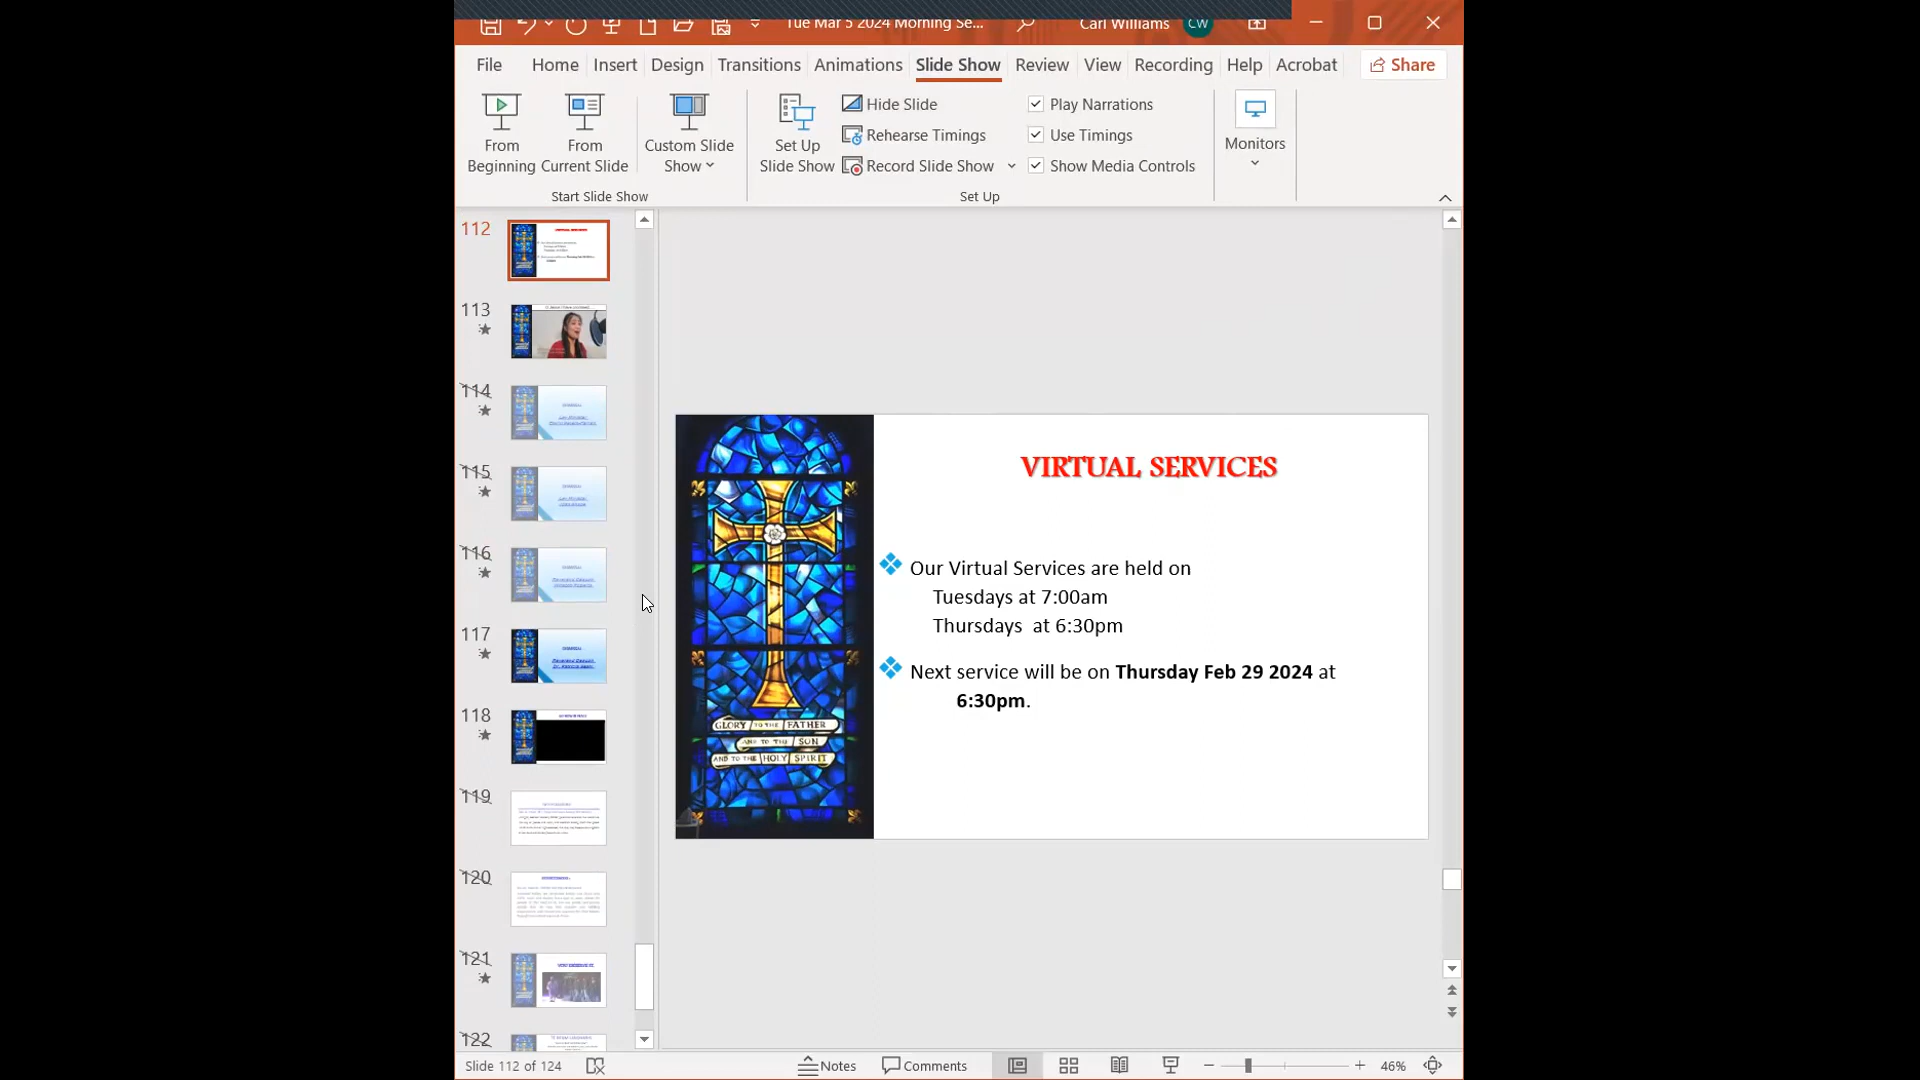 Tue Mar 5 2024 Morning Se...
Carl Williams
CW
File
Home
Insert
Design
Transitions
Animations
Slide Show
Review
View
Recording
Help
Acrobat
Share
From Beginning
From Current Slide
Custom Slide Show
Set Up Slide Show
Hide Slide
Rehearse Timings
Record Slide Show
Play Narrations
Use Timings
Show Media Controls
Monitors
Start Slide Show
Set Up
112
VIRTUAL SERVICES
113
114
115
116
117
118
119
120
121
122
VIRTUAL SERVICES
Our Virtual Services are held on
Tuesdays at 7:00am
Thursdays at 6:30pm
Next service will be on Thursday Feb 29 2024 at
6:30pm.
GLORY TO THE FATHER
AND TO THE SON
AND TO THE HOLY SPIRIT
Slide 112 of 124
Notes
Comments
46%